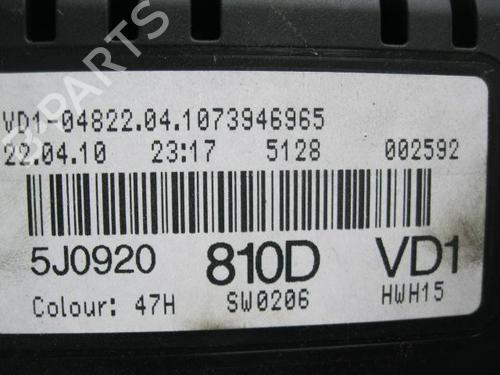 B-PARTS
VD1-04822.04.1073946965
22.04.10 23:17 5128 002592
5J0920 810D VD1
Colour: 47H SW0206 HWH15